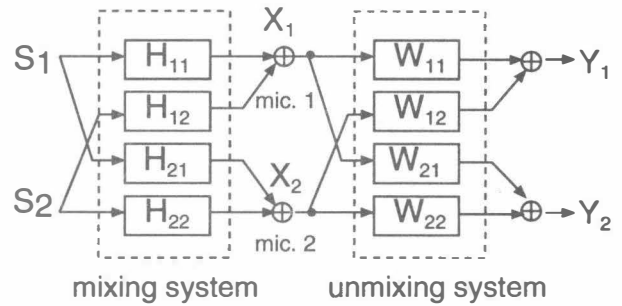 S1
S2
H11
H12
H21
H22
X1
mic. 1
X2
mic. 2
W11
W12
W21
W22
Y1
Y2
mixing system
unmixing system